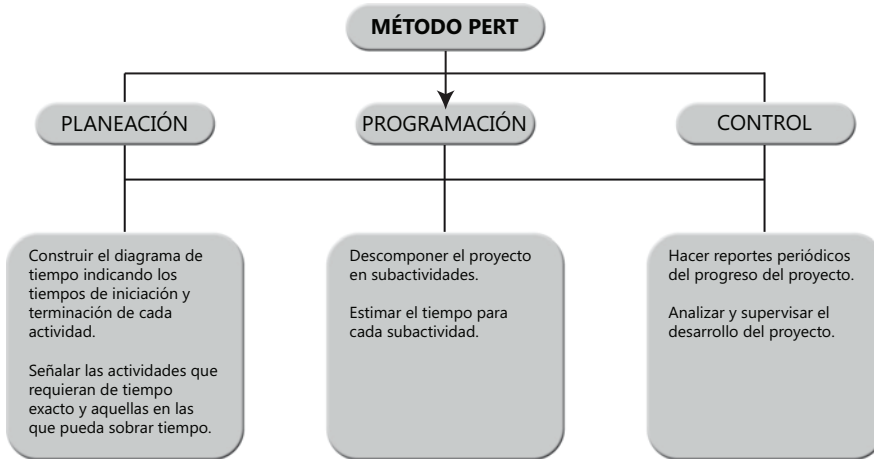 MÉTODO PERT
PLANEACIÓN
PROGRAMACIÓN
CONTROL
Construir el diagrama de
tiempo indicando los
tiempos de iniciación y
terminación de cada
actividad.
Señalar las actividades que
requieran de tiempo
exacto y aquellas en las
que pueda sobrar tiempo.
Descomponer el proyecto
en subactividades.
Estimar el tiempo para
cada subactividad.
Hacer reportes periódicos
del progreso del proyecto.
Analizar y supervisar el
desarrollo del proyecto.